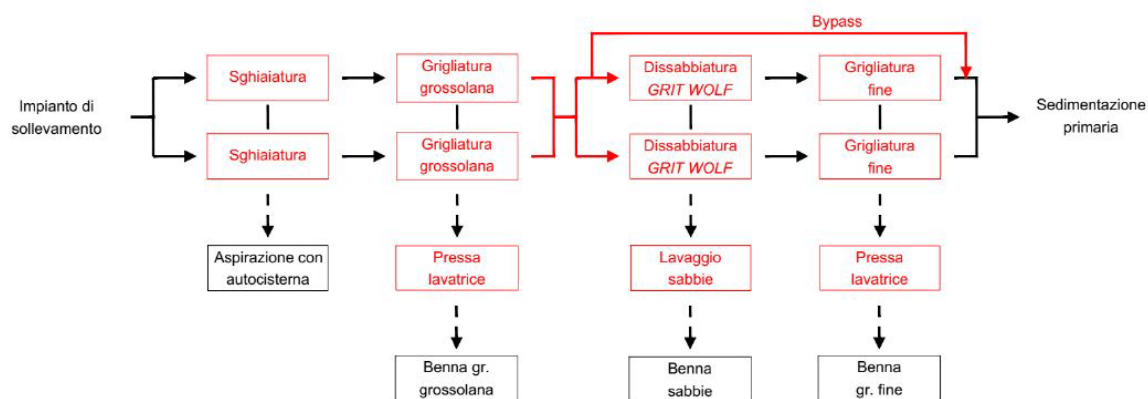 Bypass
Sghiaiatura
Grigliatura
grossolana
Dissabbiatura
GRIT WOLF
Grigliatura
fine
Impianto di
sollevamento
Sedimentazione
primaria
Sghiaiatura
Grigliatura
grossolana
Dissabbiatura
GRIT WOLF
Grigliatura
fine
Aspirazione con
autocisterna
Pressa
lavatrice
Lavaggio
sabbie
Pressa
lavatrice
Benna gr.
grossolana
Benna
sabbie
Benna
gr. fine